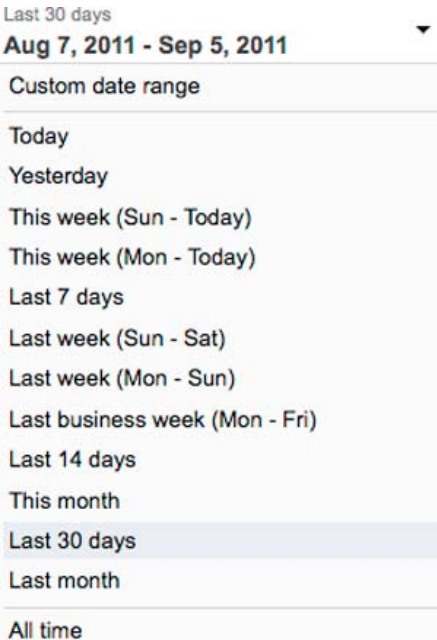 Last 30 days
Aug 7, 2011 - Sep 5, 2011
Custom date range
Today
Yesterday
This week (Sun - Today)
This week (Mon - Today)
Last 7 days
Last week (Sun - Sat)
Last week (Mon - Sun)
Last business week (Mon - Fri)
Last 14 days
This month
Last 30 days
Last month
All time